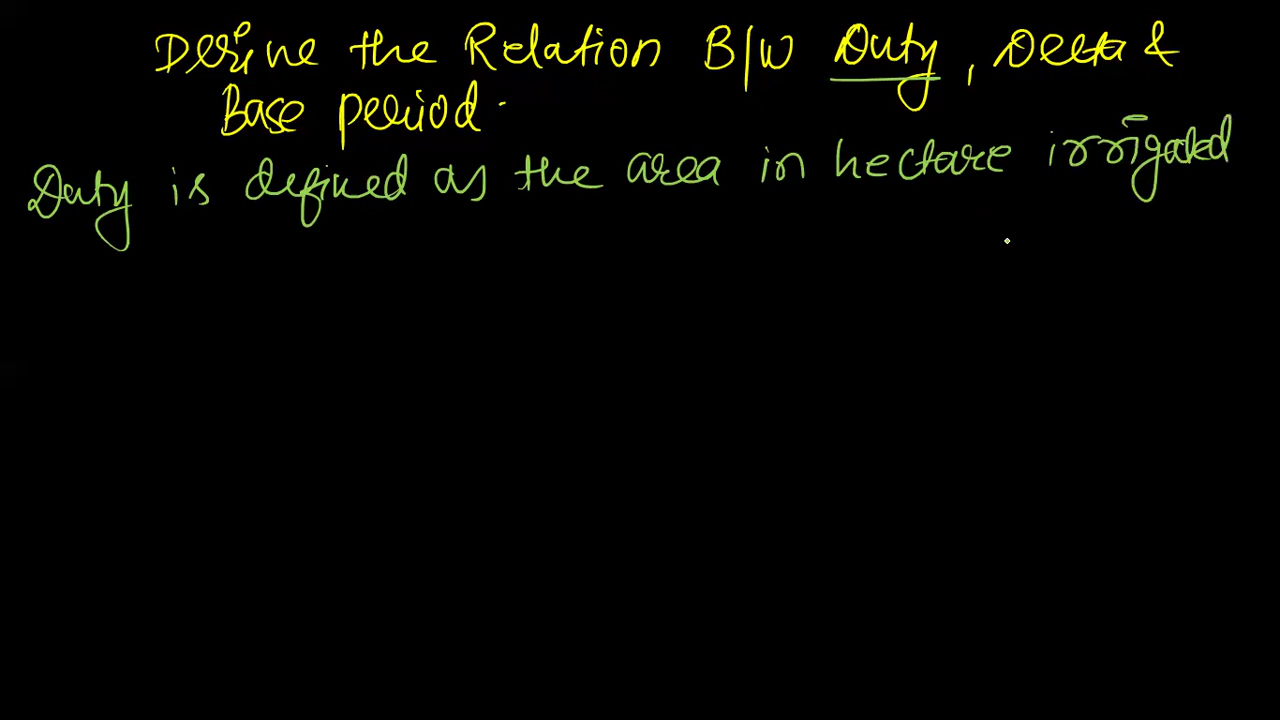 Define the Relation B/W Duty, Delta &
Base period.
Duty is defined as the area in hectare irrigated